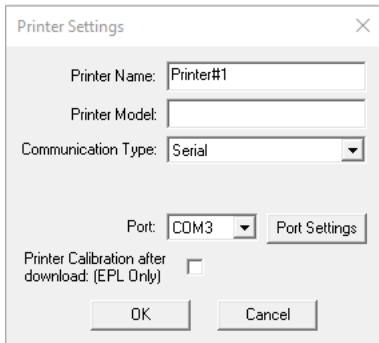 Printer Settings
Printer Name: Printer#1
Printer Model:
Communication Type: Serial
Port: COM3 Port Settings
Printer Calibration after
download: (EPL Only)
OK Cancel